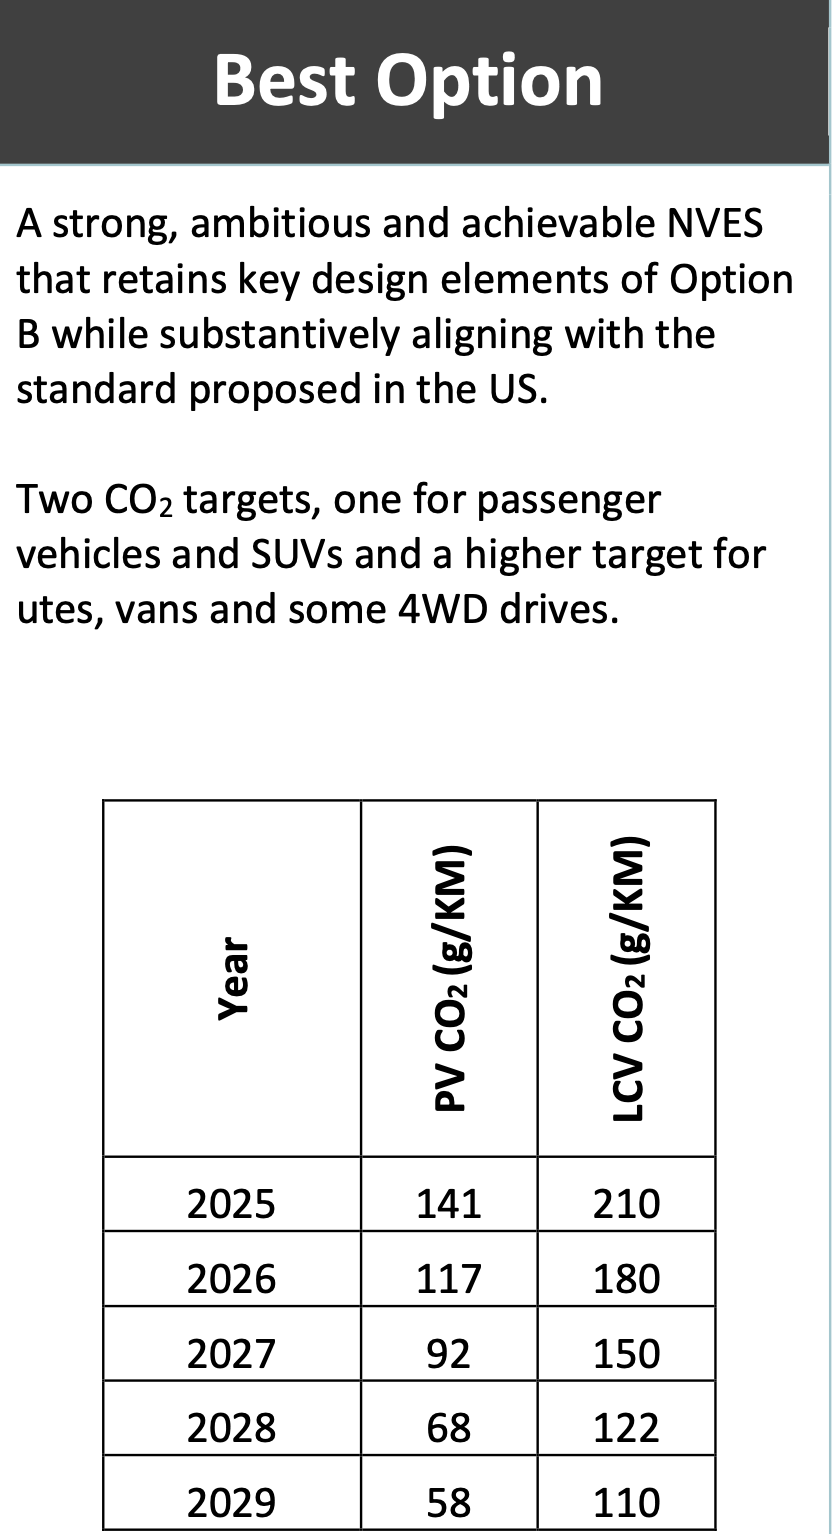 Best Option
A strong, ambitious and achievable NVES
that retains key design elements of Option
B while substantively aligning with the
standard proposed in the US.
Two CO₂ targets, one for passenger
vehicles and SUVs and a higher target for
utes, vans and some 4WD drives.
Year PV CO₂ (g/KM) LCV CO₂ (g/KM)
2025 141 210
2026 117 180
2027 92 150
2028 68 122
2029 58 110